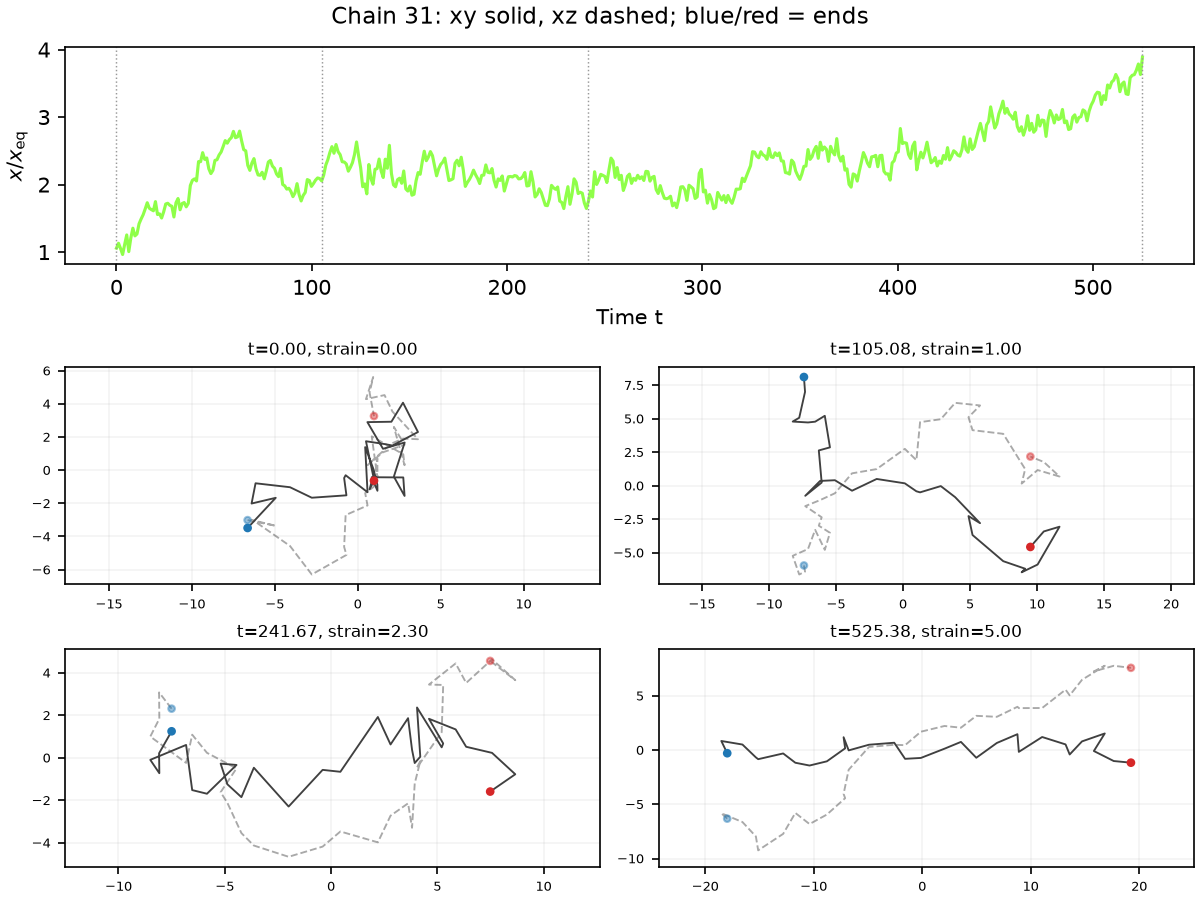 Chain 31: xy solid, xz dashed; blue/red = ends
x/x_eq
4
3
2
1
0 100 200 300 400 500
Time t
t=0.00, strain=0.00
6
4
2
0
−2
−4
−6
−15 −10 −5 0 5 10
t=105.08, strain=1.00
7.5
5.0
2.5
0.0
−2.5
−5.0
−15 −10 −5 0 5 10 15 20
t=241.67, strain=2.30
4
2
0
−2
−4
−10 −5 0 5 10
t=525.38, strain=5.00
5
0
−5
−10
−20 −10 0 10 20